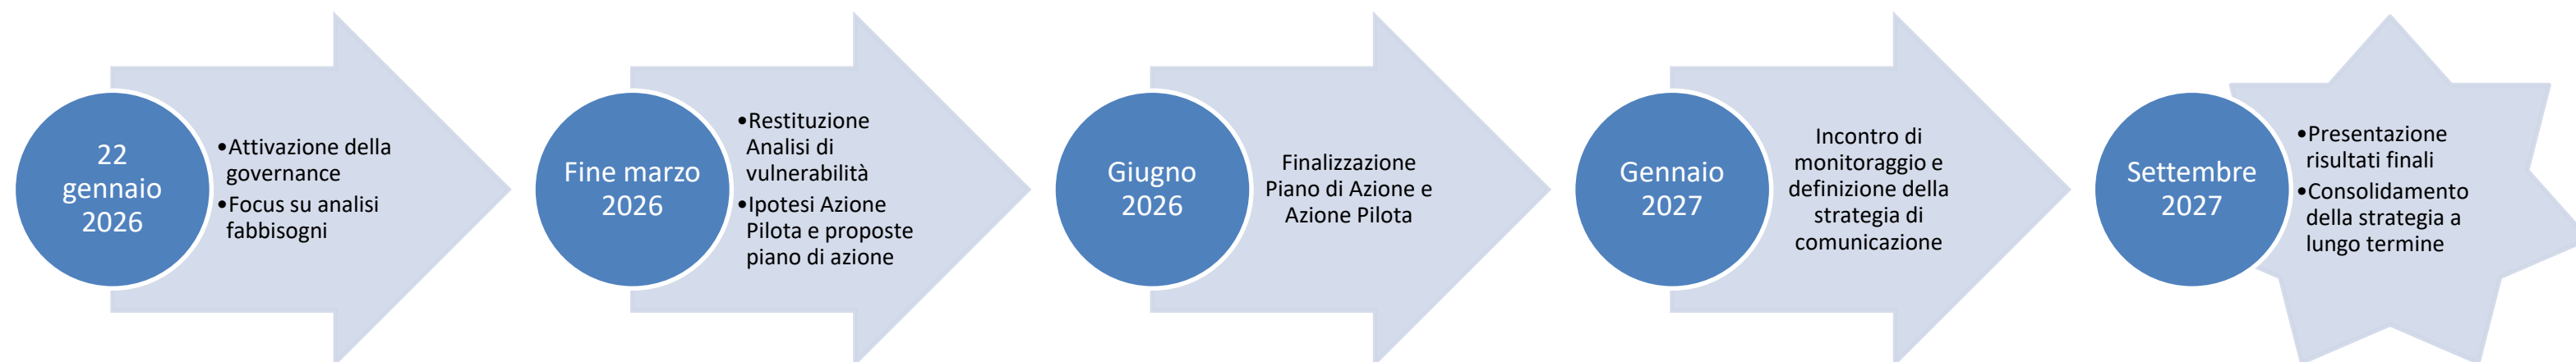 22
gennaio
2026
•Attivazione della
governance
•Focus su analisi
fabbisogni
Fine marzo
2026
•Restituzione
Analisi di
vulnerabilità
•Ipotesi Azione
Pilota e proposte
piano di azione
Giugno
2026
Finalizzazione
Piano di Azione e
Azione Pilota
Gennaio
2027
Incontro di
monitoraggio e
definizione della
strategia di
comunicazione
Settembre
2027
•Presentazione
risultati finali
•Consolidamento
della strategia a
lungo termine